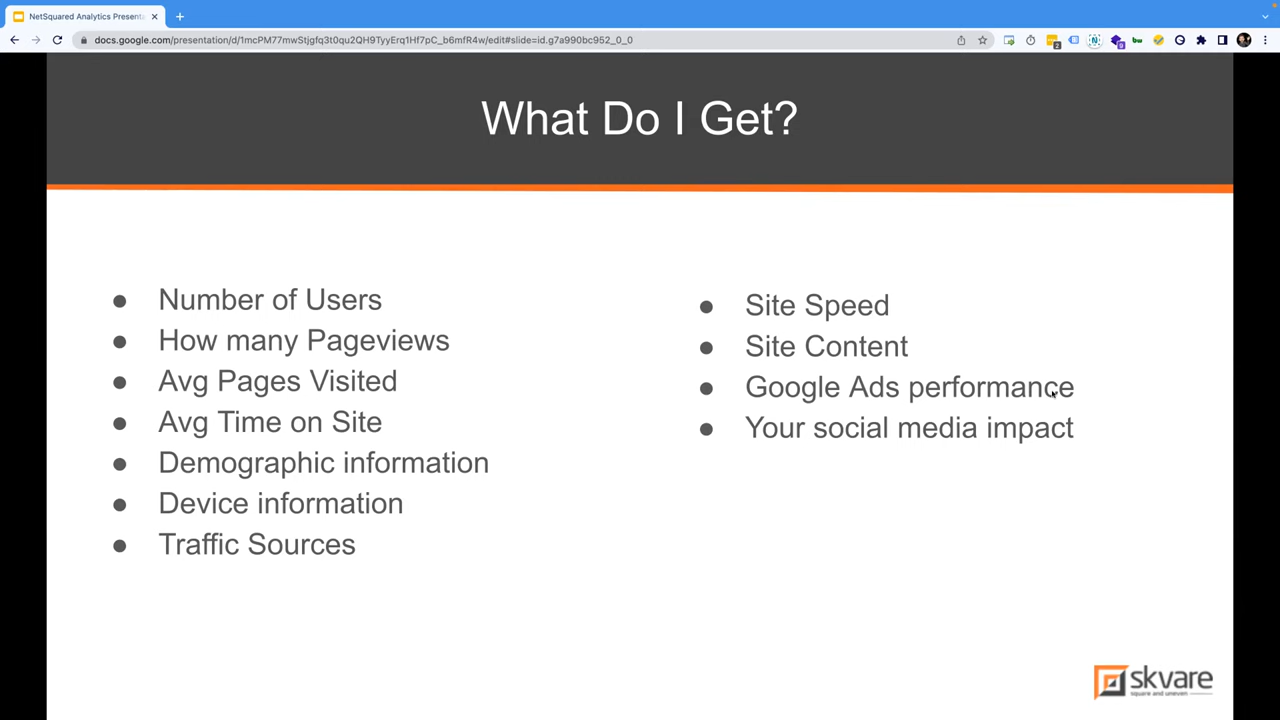 NetSquared Analytics Presenta
docs.google.com/presentation/d/1mcPM77mwStjgfq3t0qu2QH9TyyErq1Hf7pC_b6mfR4w/edit#slide=id.g7a990bc952_0_0
What Do I Get?
● Number of Users
● How many Pageviews
● Avg Pages Visited
● Avg Time on Site
● Demographic information
● Device information
● Traffic Sources
● Site Speed
● Site Content
● Google Ads performance
● Your social media impact
skvare
square and uneven